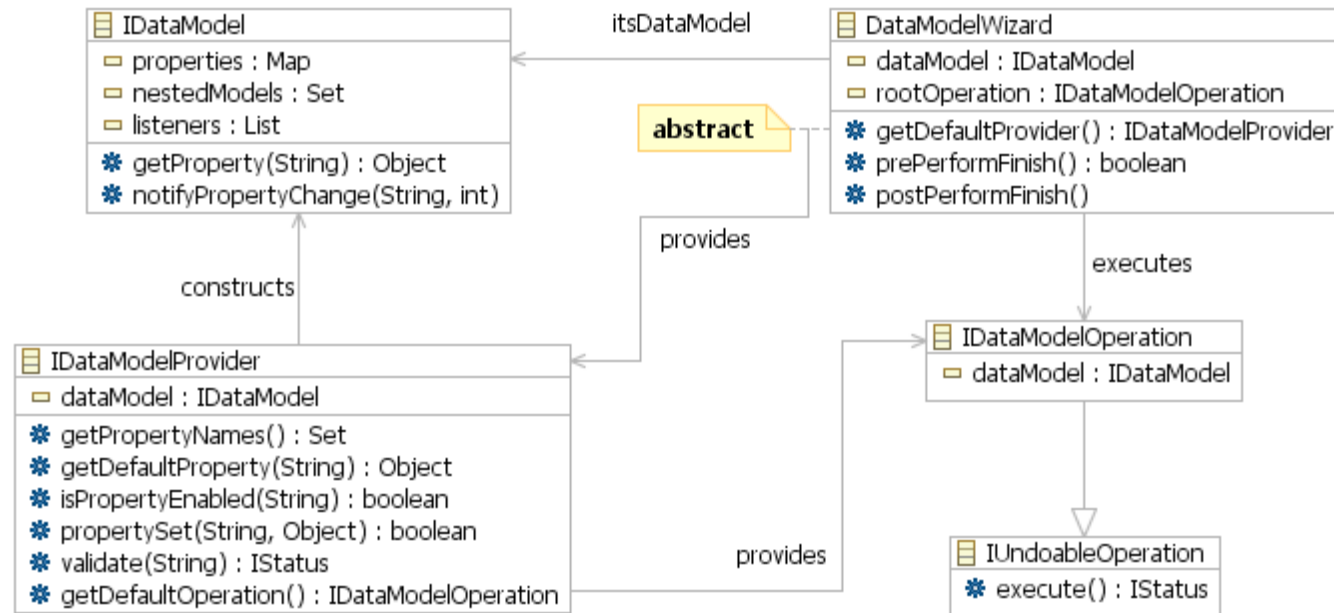 IDataModel
properties : Map
nestedModels : Set
listeners : List
getProperty(String) : Object
notifyPropertyChange(String, int)
itsDataModel
DataModelWizard
dataModel : IDataModel
rootOperation : IDataModelOperation
getDefaultProvider() : IDataModelProvider
prePerformFinish() : boolean
postPerformFinish()
abstract
provides
executes
constructs
IDataModelProvider
dataModel : IDataModel
getPropertyNames() : Set
getDefaultProperty(String) : Object
isPropertyEnabled(String) : boolean
propertySet(String, Object) : boolean
validate(String) : IStatus
getDefaultOperation() : IDataModelOperation
provides
IDataModelOperation
dataModel : IDataModel
IUndoableOperation
execute() : IStatus